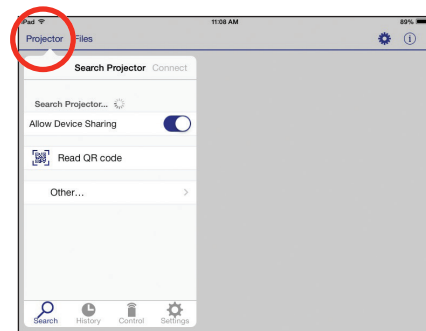 iPad 11:08 AM 89%
Projector Files
Search Projector Connect
Search Projector...
Allow Device Sharing
Read QR code
Other...
Search History Control Settings